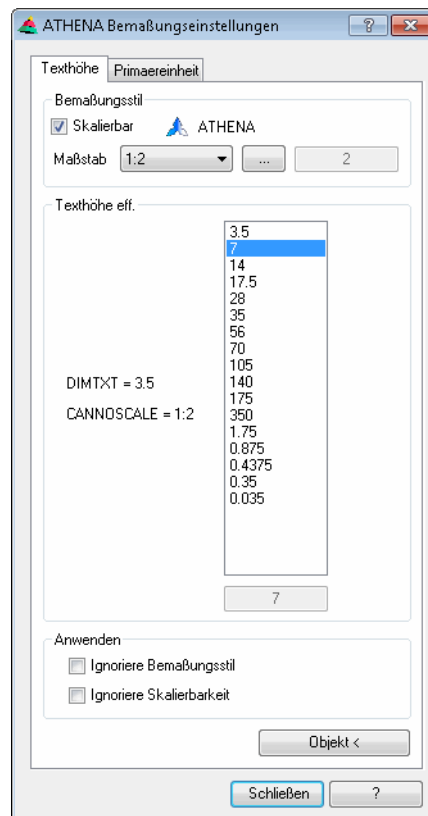 ATHENA Bemaßungseinstellungen
Texthöhe Primaereinheit
Bemaßungsstil
Skalierbar ATHENA
Maßstab 1:2 ... 2
Texthöhe eff.
3.5
7
14
17.5
28
35
56
70
105
140
175
350
1.75
0.875
0.4375
0.35
0.035
DIMTXT = 3.5
CANNOSCALE = 1:2
7
Anwenden
Ignoriere Bemaßungsstil
Ignoriere Skalierbarkeit
Objekt <
Schließen ?